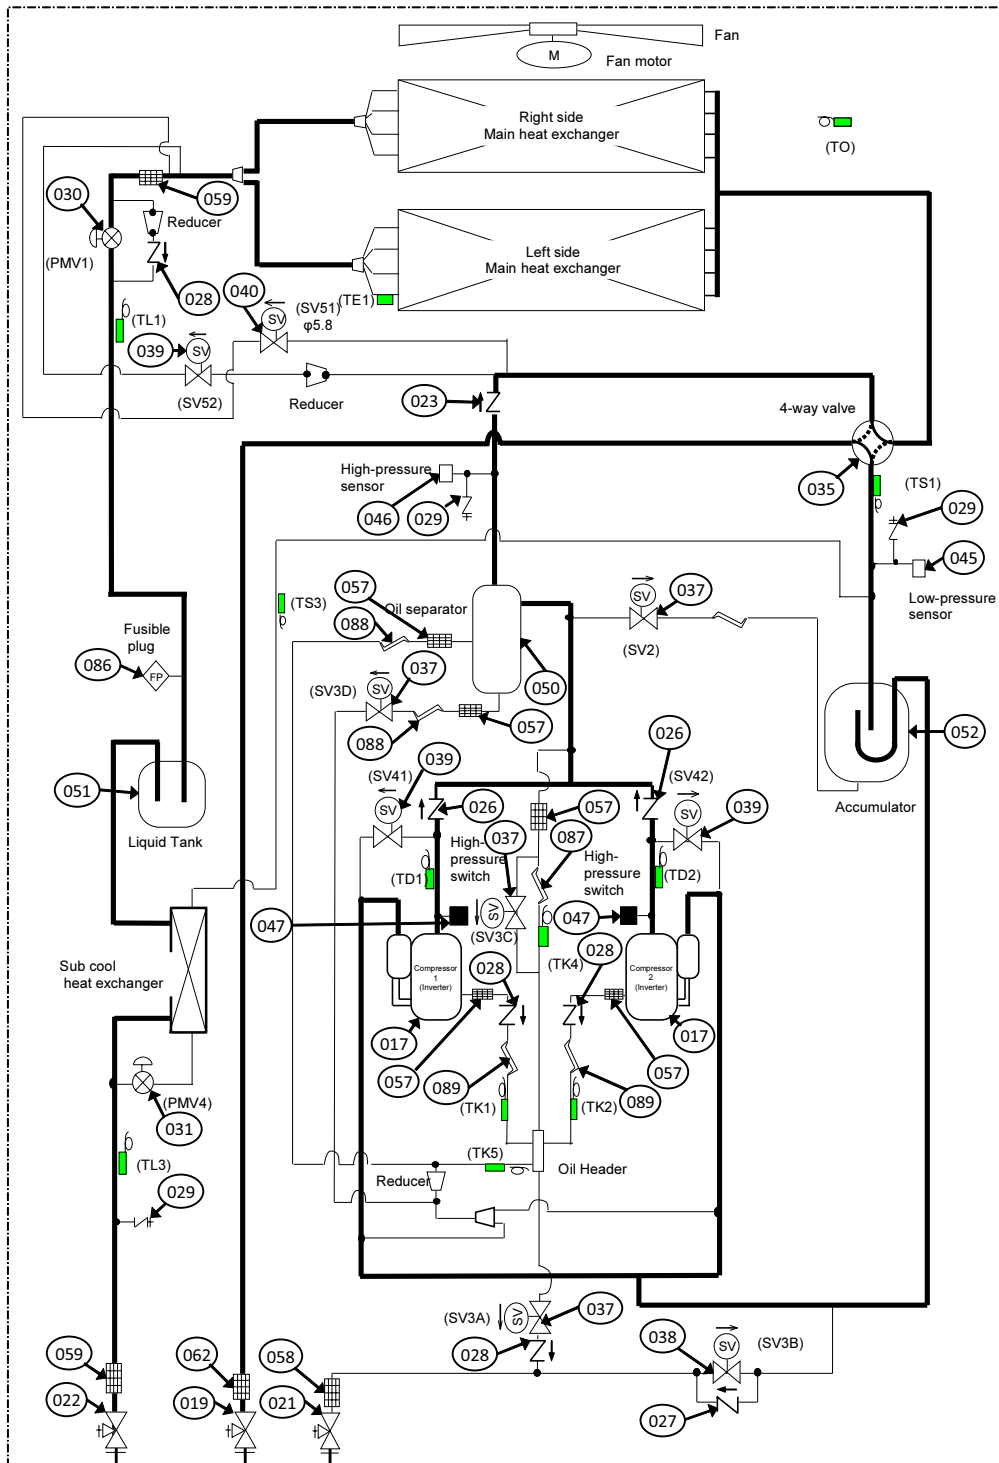 Fan
M
Fan motor
Right side
Main heat exchanger
(TO)
030
059
Reducer
(PMV1)
Left side
Main heat exchanger
028
040
(SV51)
φ5.8
(TE1)
(TL1)
039
SV
SV
(SV52)
Reducer
023
4-way valve
035
High-pressure
sensor
046
029
(TS1)
029
045
Low-pressure
sensor
057
(TS3)
Oil separator
088
SV
037
(SV2)
Fusible
plug
086
FP
050
(SV3D)
SV
037
057
088
052
Accumulator
051
Liquid Tank
039
(SV41)
SV
026
026
(SV42)
SV
039
057
037
087
High-
pressure
switch
High-
pressure
switch
(TD1)
(TD2)
047
SV
(SV3C)
047
(TK4)
Sub cool
heat exchanger
Compressor
1
(Inverter)
028
028
Compressor
2
(Inverter)
017
017
057
089
057
089
(PMV4)
031
(TK1)
(TK2)
(TL3)
(TK5)
Oil Header
Reducer
029
(SV3A)
SV
037
028
038
SV
(SV3B)
027
059
062
058
022
019
021